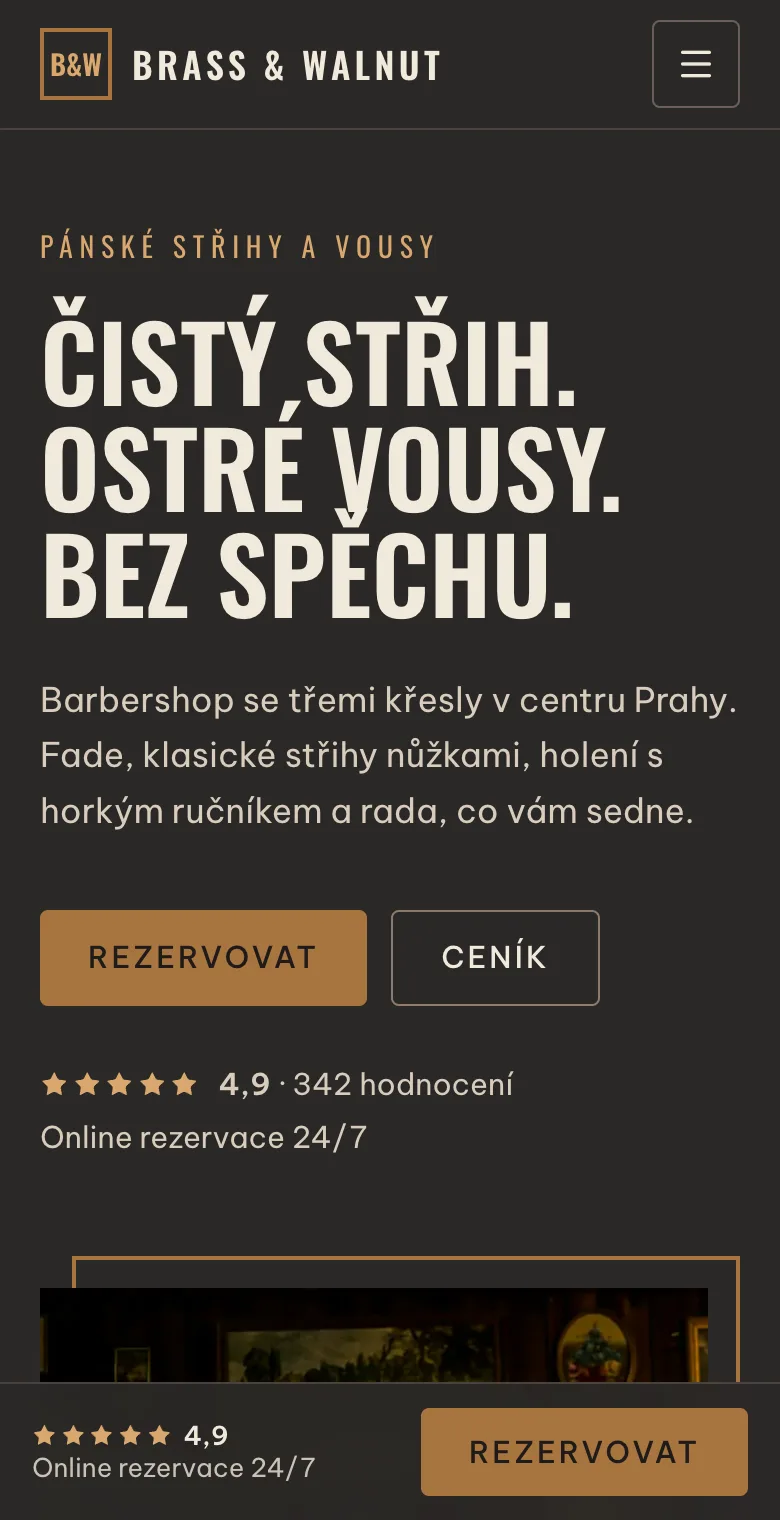 B&W BRASS & WALNUT
PÁNSKÉ STŘIHY A VOUSY
ČISTÝ STŘIH.
OSTRÉ VOUSY.
BEZ SPĚCHU.
Barbershop se třemi křesly v centru Prahy.
Fade, klasické střihy nůžkami, holení s
horkým ručníkem a rada, co vám sedne.
REZERVOVAT CENÍK
4,9 · 342 hodnocení
Online rezervace 24/7
4,9
Online rezervace 24/7
REZERVOVAT